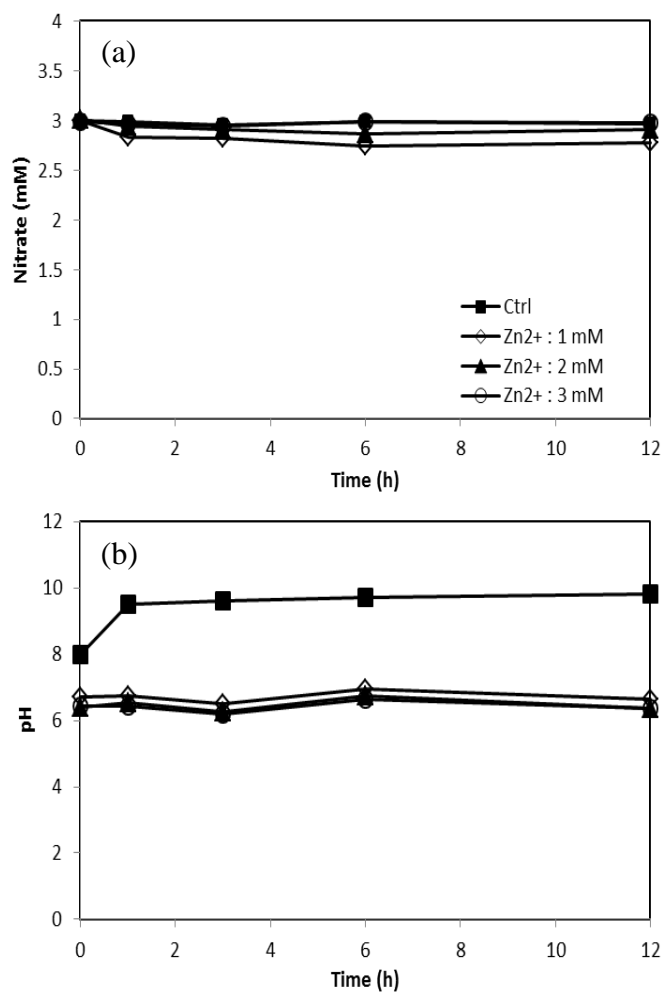 (a)
4
3.5
3
2.5
2
1.5
1
0.5
0
Nitrate (mM)
Ctrl
Zn2+ : 1 mM
Zn2+ : 2 mM
Zn2+ : 3 mM
0 2 4 6 8 10 12
Time (h)
(b)
12
10
8
6
4
2
0
pH
0 2 4 6 8 10 12
Time (h)